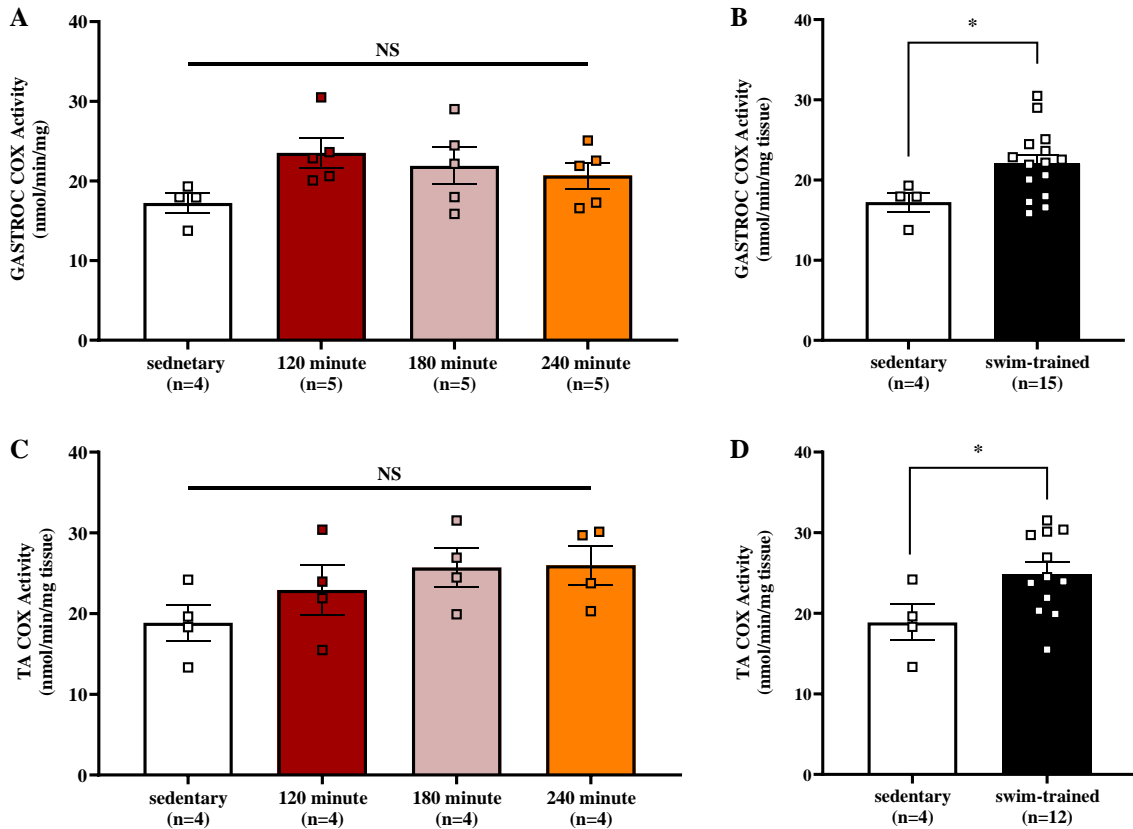 A
GASTROC COX Activity
(nmol/min/mg)
40
30
20
10
0
NS
sednetary
(n=4)
120 minute
(n=5)
180 minute
(n=5)
240 minute
(n=5)
B
GASTROC COX Activity
(nmol/min/mg tissue)
40
30
20
10
0
*
sedentary
(n=4)
swim-trained
(n=15)
C
TA COX Activity
(nmol/min/mg tissue)
40
30
20
10
0
NS
sedentary
(n=4)
120 minute
(n=4)
180 minute
(n=4)
240 minute
(n=4)
D
TA COX Activity
(nmol/min/mg tissue)
40
30
20
10
0
*
sedentary
(n=4)
swim-trained
(n=12)